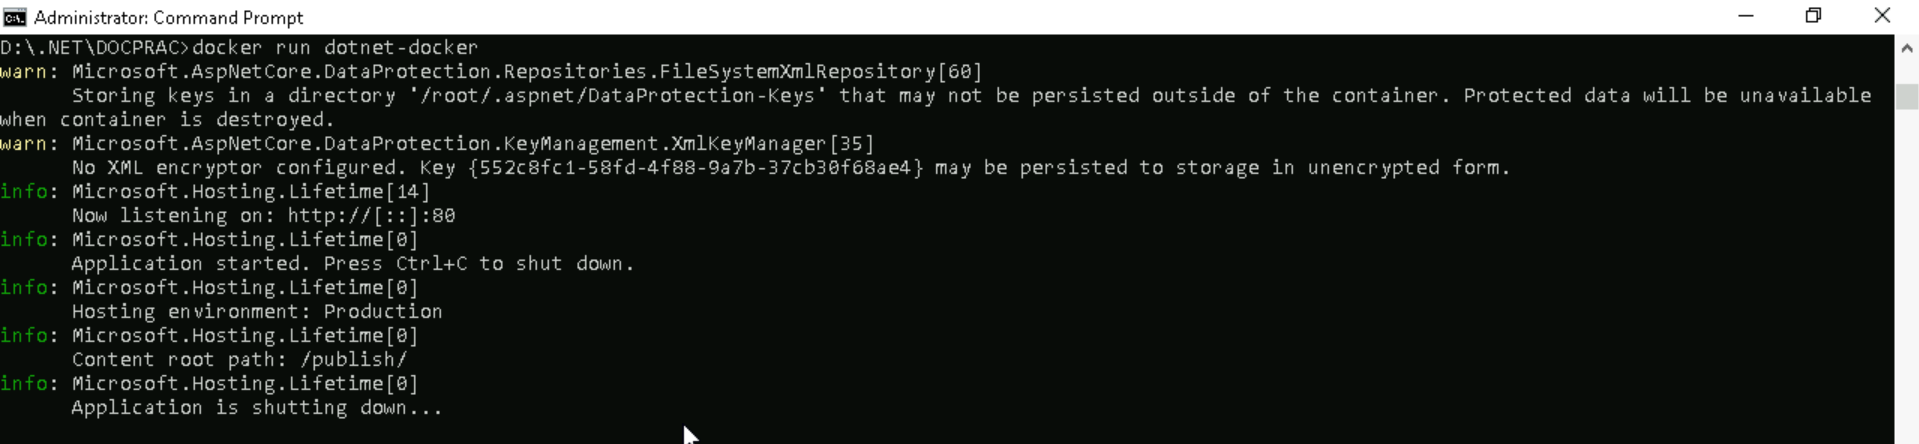 Administrator: Command Prompt
D:\.NET\DOCPRAC>docker run dotnet-docker
warn: Microsoft.AspNetCore.DataProtection.Repositories.FileSystemXmlRepository[60]
Storing keys in a directory '/root/.aspnet/DataProtection-Keys' that may not be persisted outside of the container. Protected data will be unavailable
when container is destroyed.
warn: Microsoft.AspNetCore.DataProtection.KeyManagement.XmlKeyManager[35]
No XML encryptor configured. Key {552c8fc1-58fd-4f88-9a7b-37cb30f68ae4} may be persisted to storage in unencrypted form.
info: Microsoft.Hosting.Lifetime[14]
Now listening on: http://[::]:80
info: Microsoft.Hosting.Lifetime[0]
Application started. Press Ctrl+C to shut down.
info: Microsoft.Hosting.Lifetime[0]
Hosting environment: Production
info: Microsoft.Hosting.Lifetime[0]
Content root path: /publish/
info: Microsoft.Hosting.Lifetime[0]
Application is shutting down...